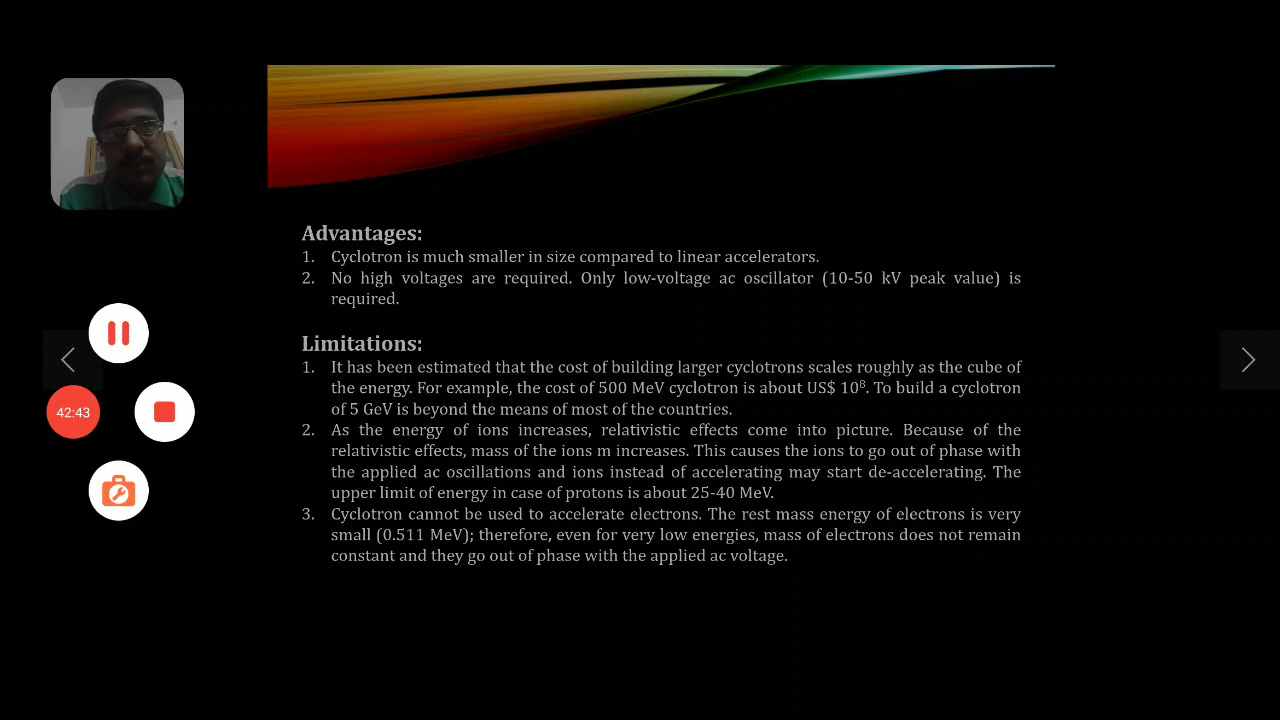 Advantages:
1. Cyclotron is much smaller in size compared to linear accelerators.
2. No high voltages are required. Only low-voltage ac oscillator (10-50 kV peak value) is
required.
Limitations:
1. It has been estimated that the cost of building larger cyclotrons scales roughly as the cube of
the energy. For example, the cost of 500 MeV cyclotron is about US$ 10⁸. To build a cyclotron
of 5 GeV is beyond the means of most of the countries.
2. As the energy of ions increases, relativistic effects come into picture. Because of the
relativistic effects, mass of the ions m increases. This causes the ions to go out of phase with
the applied ac oscillations and ions instead of accelerating may start de-accelerating. The
upper limit of energy in case of protons is about 25-40 MeV.
3. Cyclotron cannot be used to accelerate electrons. The rest mass energy of electrons is very
small (0.511 MeV); therefore, even for very low energies, mass of electrons does not remain
constant and they go out of phase with the applied ac voltage.
42:43